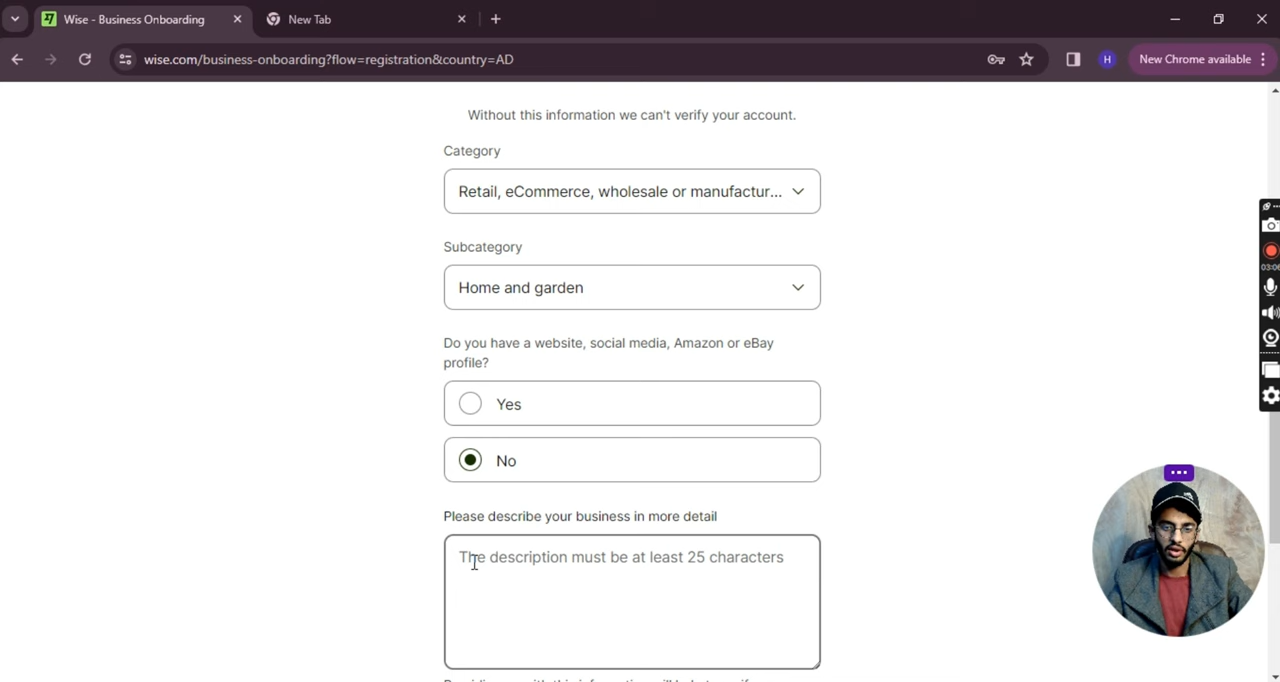 Wise - Business Onboarding
New Tab
wise.com/business-onboarding?flow=registration&country=AD
H
New Chrome available
Without this information we can't verify your account.
Category
Retail, eCommerce, wholesale or manufactur...
Subcategory
Home and garden
Do you have a website, social media, Amazon or eBay
profile?
Yes
No
Please describe your business in more detail
The description must be at least 25 characters